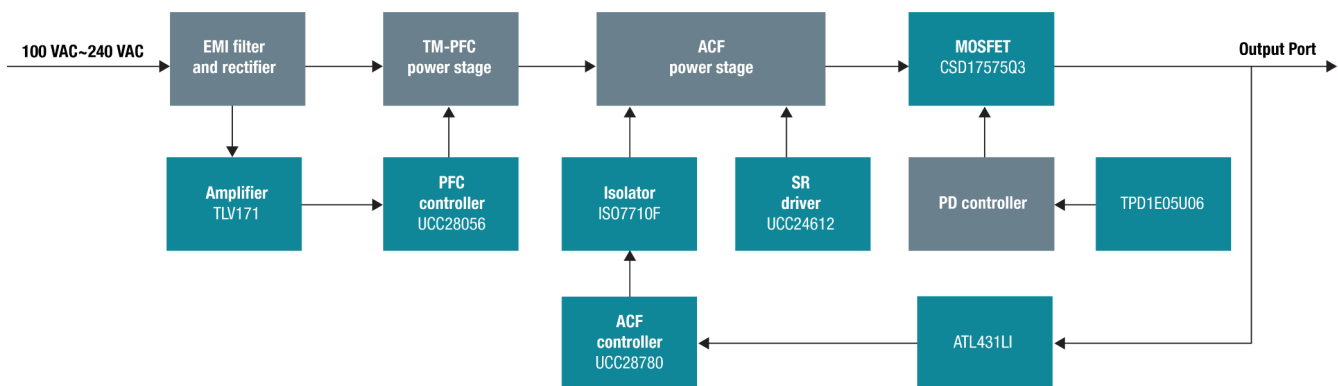 100 VAC~240 VAC
EMI filter
and rectifier
TM-PFC
power stage
ACF
power stage
MOSFET
CSD17575Q3
Output Port
Amplifier
TLV171
PFC
controller
UCC28056
Isolator
ISO7710F
SR
driver
UCC24612
PD controller
TPD1E05U06
ACF
controller
UCC28780
ATL431LI